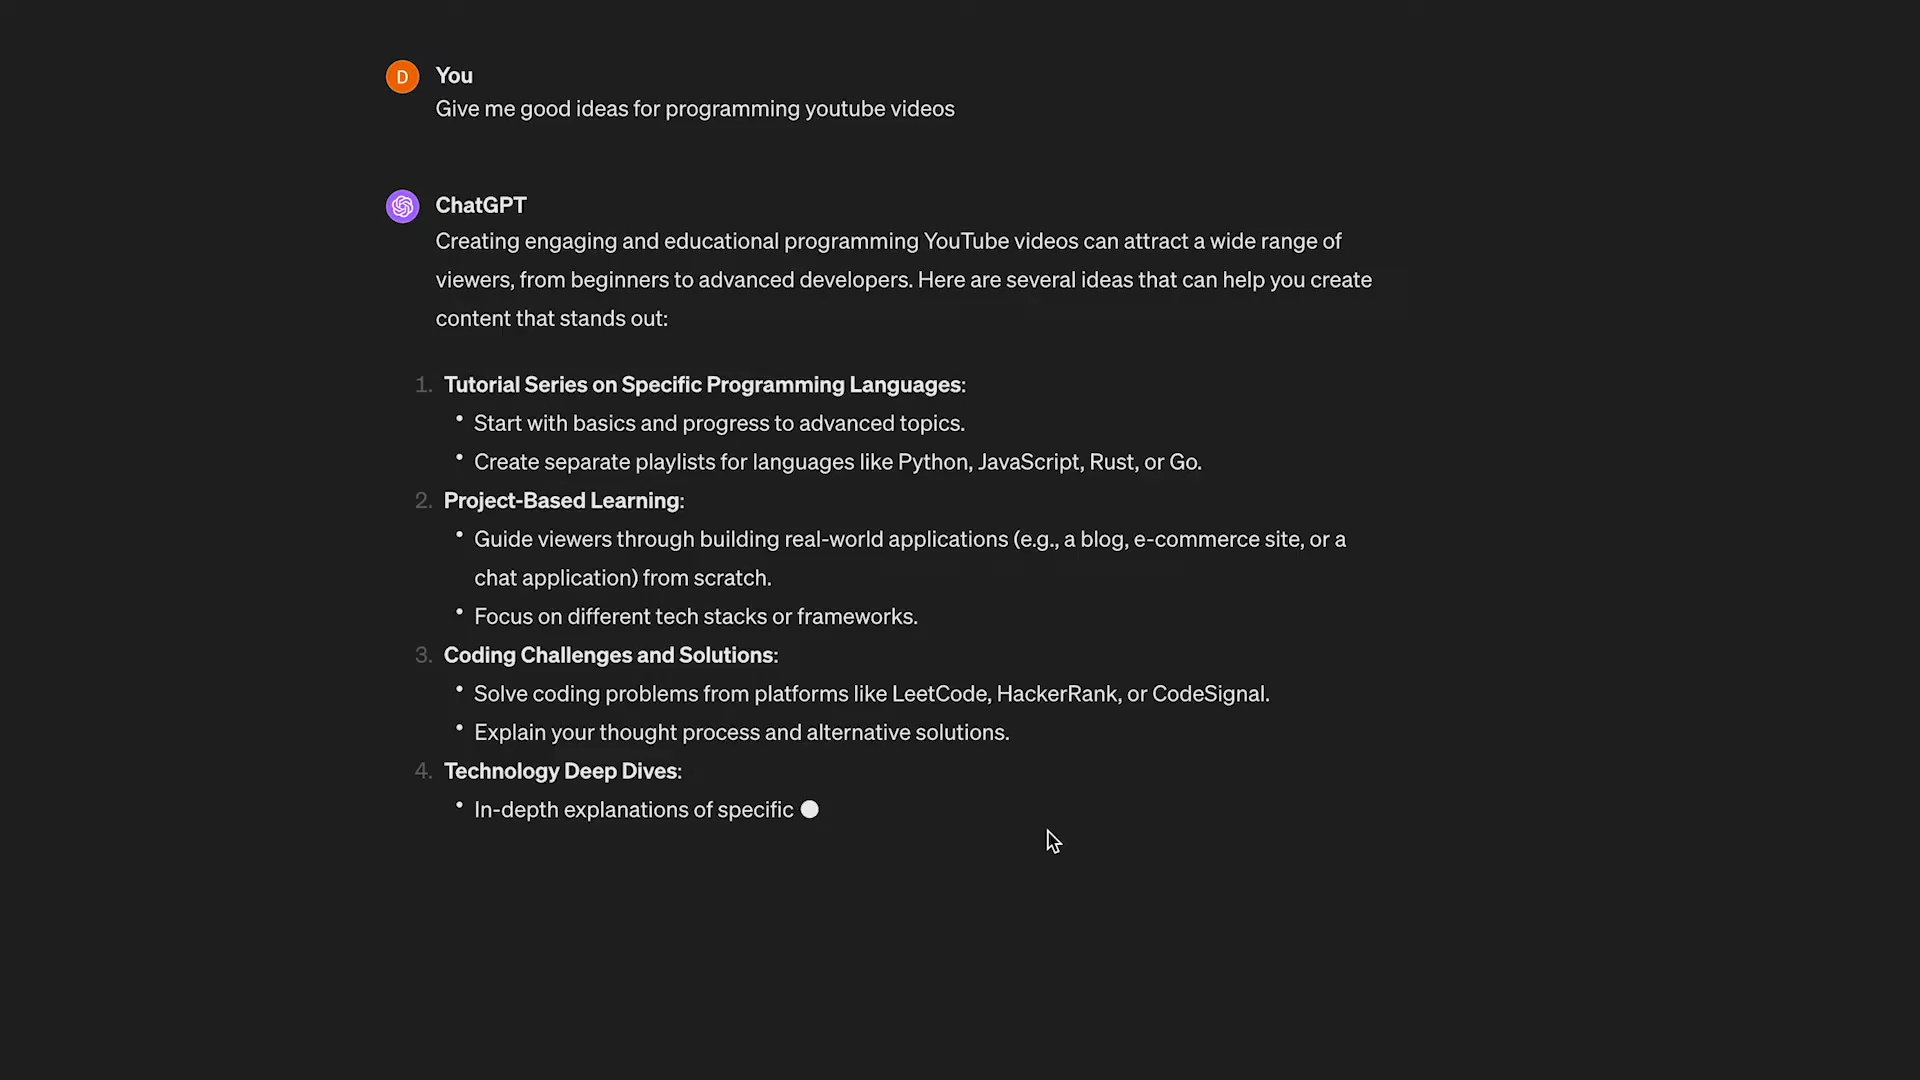 D You
Give me good ideas for programming youtube videos
ChatGPT
Creating engaging and educational programming YouTube videos can attract a wide range of
viewers, from beginners to advanced developers. Here are several ideas that can help you create
content that stands out:
1. Tutorial Series on Specific Programming Languages:
• Start with basics and progress to advanced topics.
• Create separate playlists for languages like Python, JavaScript, Rust, or Go.
2. Project-Based Learning:
• Guide viewers through building real-world applications (e.g., a blog, e-commerce site, or a
chat application) from scratch.
• Focus on different tech stacks or frameworks.
3. Coding Challenges and Solutions:
• Solve coding problems from platforms like LeetCode, HackerRank, or CodeSignal.
• Explain your thought process and alternative solutions.
4. Technology Deep Dives:
• In-depth explanations of specific